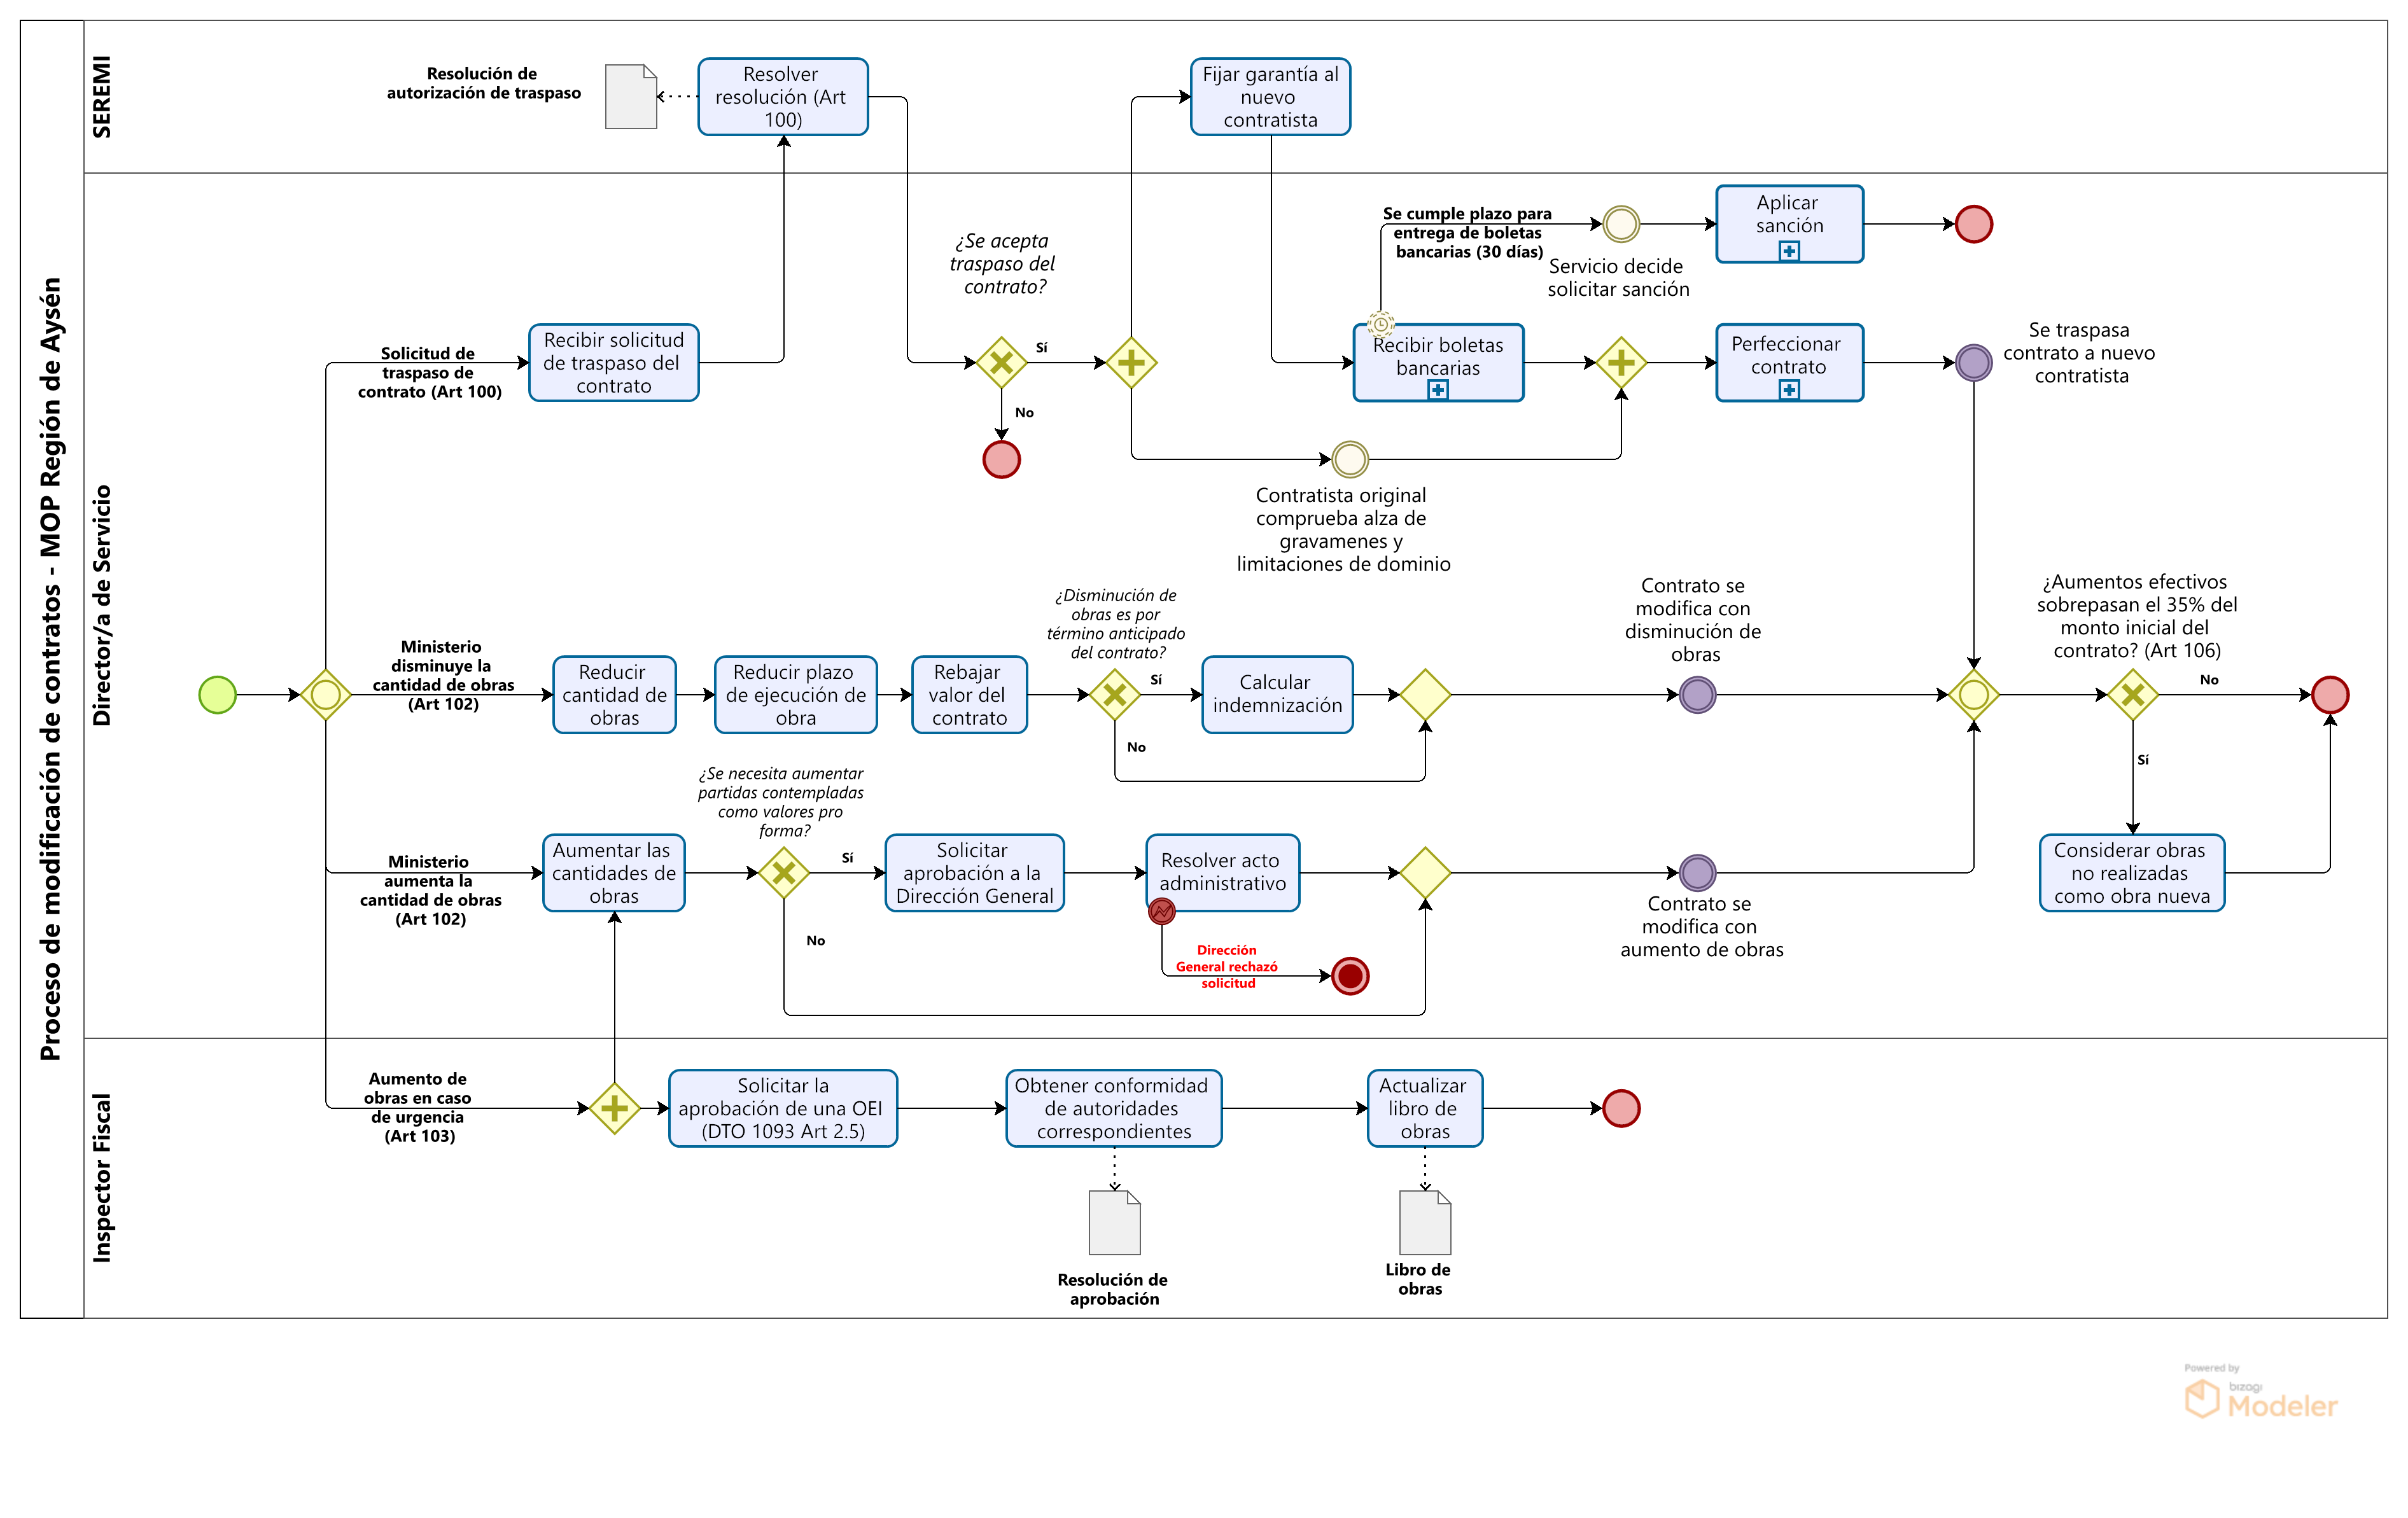 Proceso de modificación de contratos - MOP Región de Aysén
SEREMI
Resolución de
autorización de traspaso
Resolver
resolución (Art
100)
Fijar garantía al
nuevo
contratista
Director/a de Servicio
Solicitud de
traspaso de
contrato (Art 100)
Recibir solicitud
de traspaso del
contrato
¿Se acepta
traspaso del
contrato?
Sí
No
Se cumple plazo para
entrega de boletas
bancarias (30 días)
Servicio decide
solicitar sanción
Aplicar
sanción
Recibir boletas
bancarias
Perfeccionar
contrato
Se traspasa
contrato a nuevo
contratista
Contratista original
comprueba alza de
gravamenes y
limitaciones de dominio
Ministerio
disminuye la
cantidad de obras
(Art 102)
Reducir
cantidad de
obras
Reducir plazo
de ejecución de
obra
Rebajar
valor del
contrato
¿Disminución de
obras es por
término anticipado
del contrato?
Sí
No
Calcular
indemnización
Contrato se
modifica con
disminución de
obras
¿Aumentos efectivos
sobrepasan el 35% del
monto inicial del
contrato? (Art 106)
No
Sí
Considerar obras
no realizadas
como obra nueva
Ministerio
aumenta la
cantidad de obras
(Art 102)
Aumentar las
cantidades de
obras
¿Se necesita aumentar
partidas contempladas
como valores pro
forma?
Sí
No
Solicitar
aprobación a la
Dirección General
Resolver acto
administrativo
Dirección
General rechazó
solicitud
Contrato se
modifica con
aumento de obras
Inspector Fiscal
Aumento de
obras en caso
de urgencia
(Art 103)
Solicitar la
aprobación de una OEI
(DTO 1093 Art 2.5)
Obtener conformidad
de autoridades
correspondientes
Actualizar
libro de
obras
Resolución de
aprobación
Libro de
obras
Powered by
bizagi
Modeler